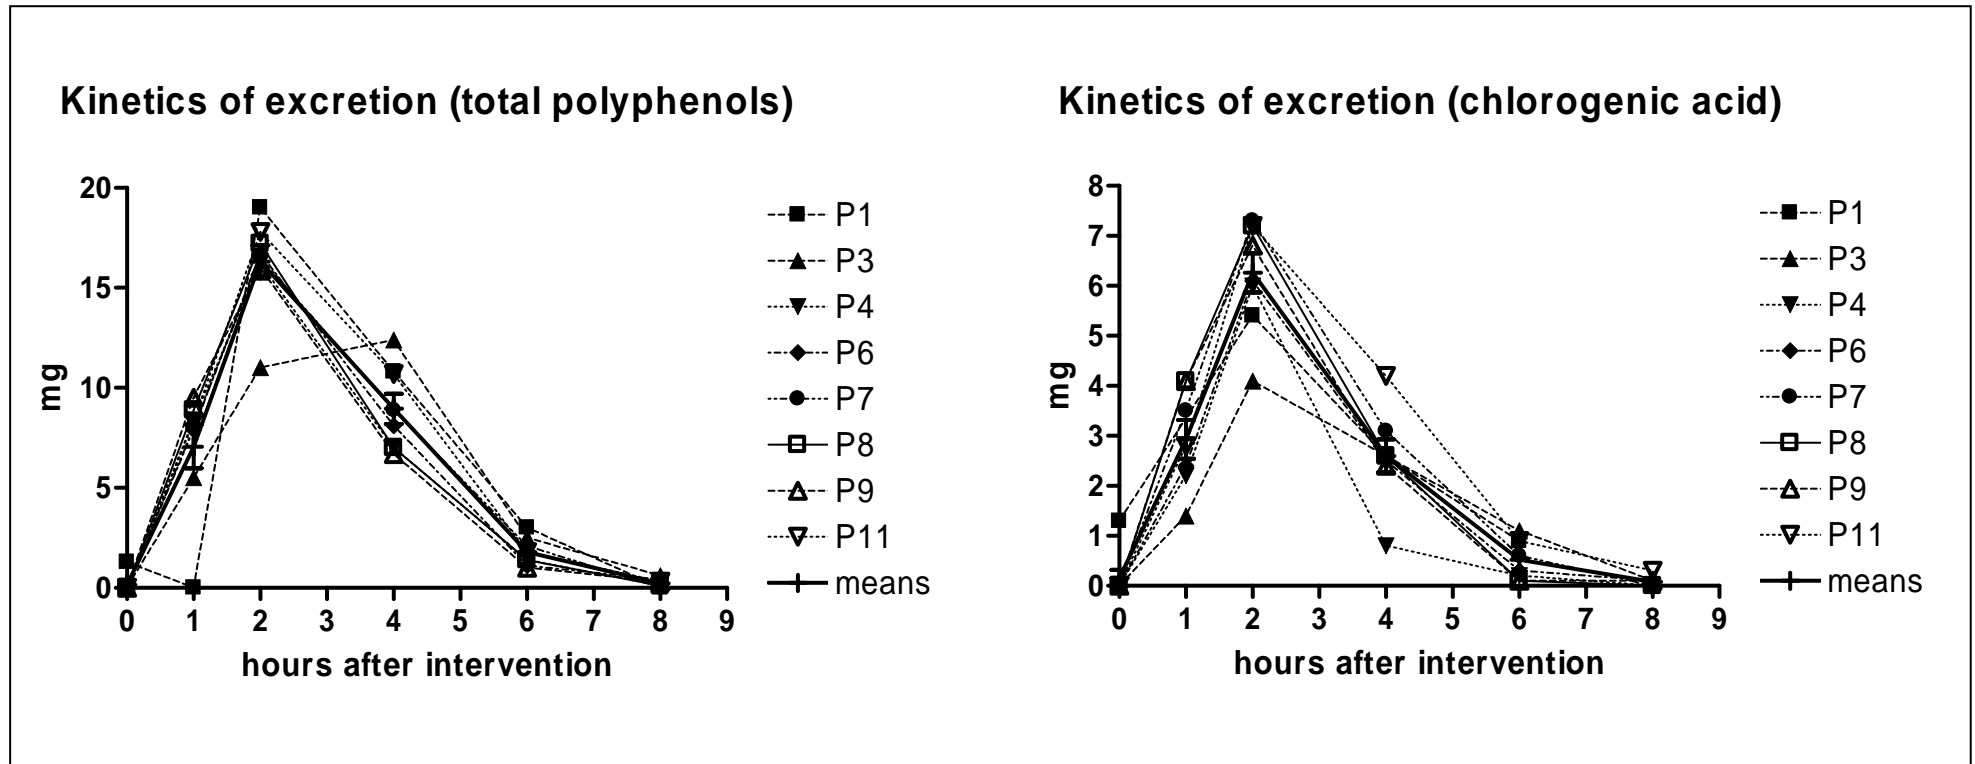 Kinetics of excretion (total polyphenols)
20
15
10
5
0
mg
0 1 2 3 4 5 6 7 8 9
hours after intervention
P1
P3
P4
P6
P7
P8
P9
P11
means
Kinetics of excretion (chlorogenic acid)
8
7
6
5
4
3
2
1
0
mg
0 1 2 3 4 5 6 7 8 9
hours after intervention
P1
P3
P4
P6
P7
P8
P9
P11
means